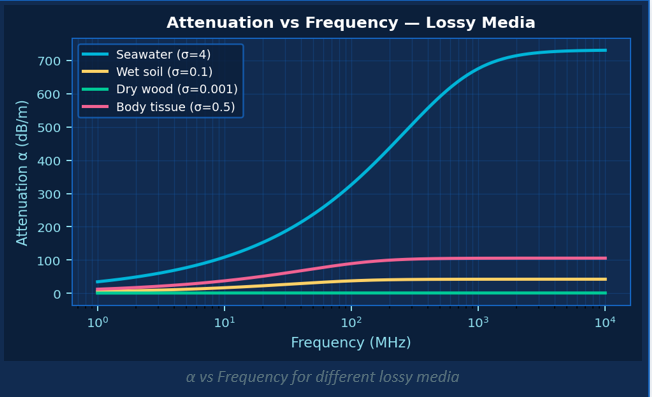 Attenuation vs Frequency — Lossy Media
Seawater (σ=4)
Wet soil (σ=0.1)
Dry wood (σ=0.001)
Body tissue (σ=0.5)
Attenuation α (dB/m)
700
600
500
400
300
200
100
0
10⁰ 10¹ 10² 10³ 10⁴
Frequency (MHz)
α vs Frequency for different lossy media